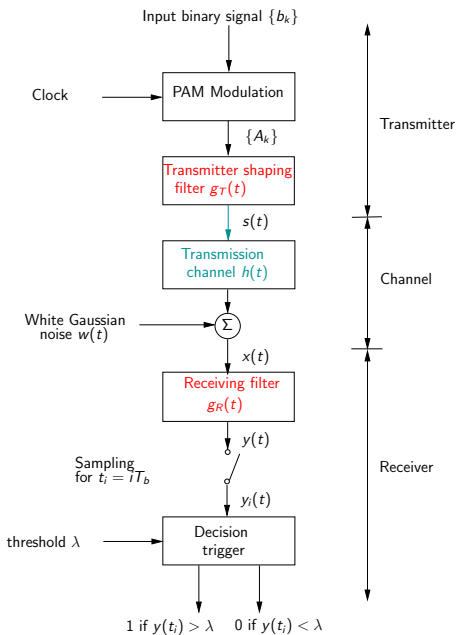 Input binary signal {b_k}
Clock
PAM Modulation
{A_k}
Transmitter
Transmitter shaping
filter g_T(t)
s(t)
Transmission
channel h(t)
Channel
White Gaussian
noise w(t)
Σ
x(t)
Receiving filter
g_R(t)
y(t)
Sampling
for t_i = iT_b
Receiver
y_i(t)
threshold λ
Decision
trigger
1 if y(t_i) > λ
0 if y(t_i) < λ